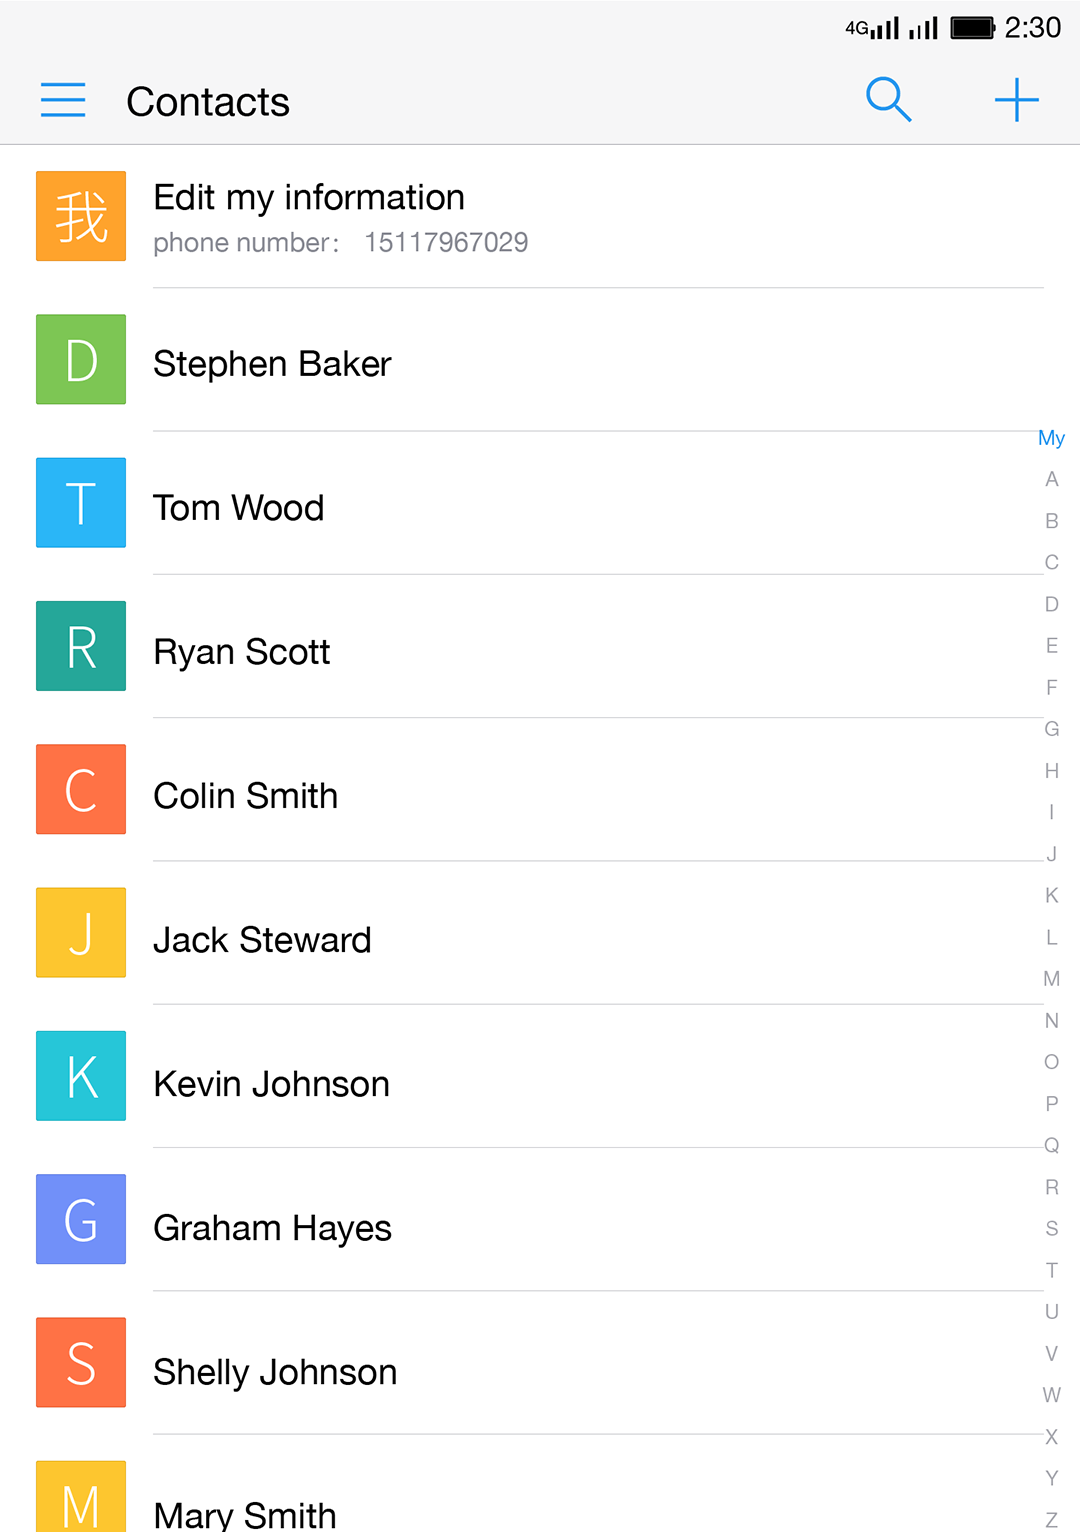 4G 2:30
Contacts
我
Edit my information
phone number： 15117967029
D
Stephen Baker
T
Tom Wood
R
Ryan Scott
C
Colin Smith
J
Jack Steward
K
Kevin Johnson
G
Graham Hayes
S
Shelly Johnson
M
Mary Smith
My
A
B
C
D
E
F
G
H
I
J
K
L
M
N
O
P
Q
R
S
T
U
V
W
X
Y
Z